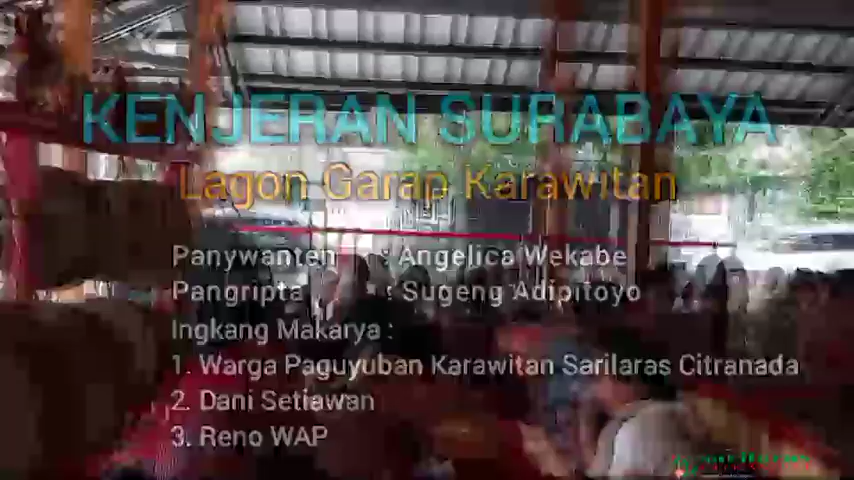 KENJERAN SURABAYA
Lagon Garap Karawitan
Panywanten : Angelica Wekabe
Pangripta : Sugeng Adipitoyo
Ingkang Makarya :
1. Warga Paguyuban Karawitan Sarilaras Citranada
2. Dani Setiawan
3. Reno WAP